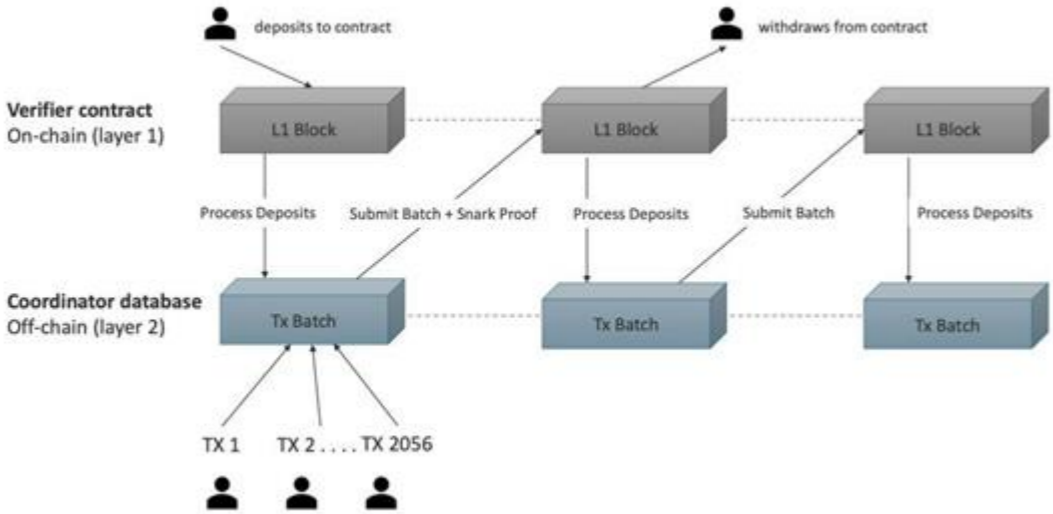 deposits to contract
withdraws from contract
Verifier contract
On-chain (layer 1)
L1 Block
L1 Block
L1 Block
Process Deposits
Submit Batch + Snark Proof
Process Deposits
Submit Batch
Process Deposits
Coordinator database
Off-chain (layer 2)
Tx Batch
Tx Batch
Tx Batch
TX 1
TX 2 . . . . TX 2056